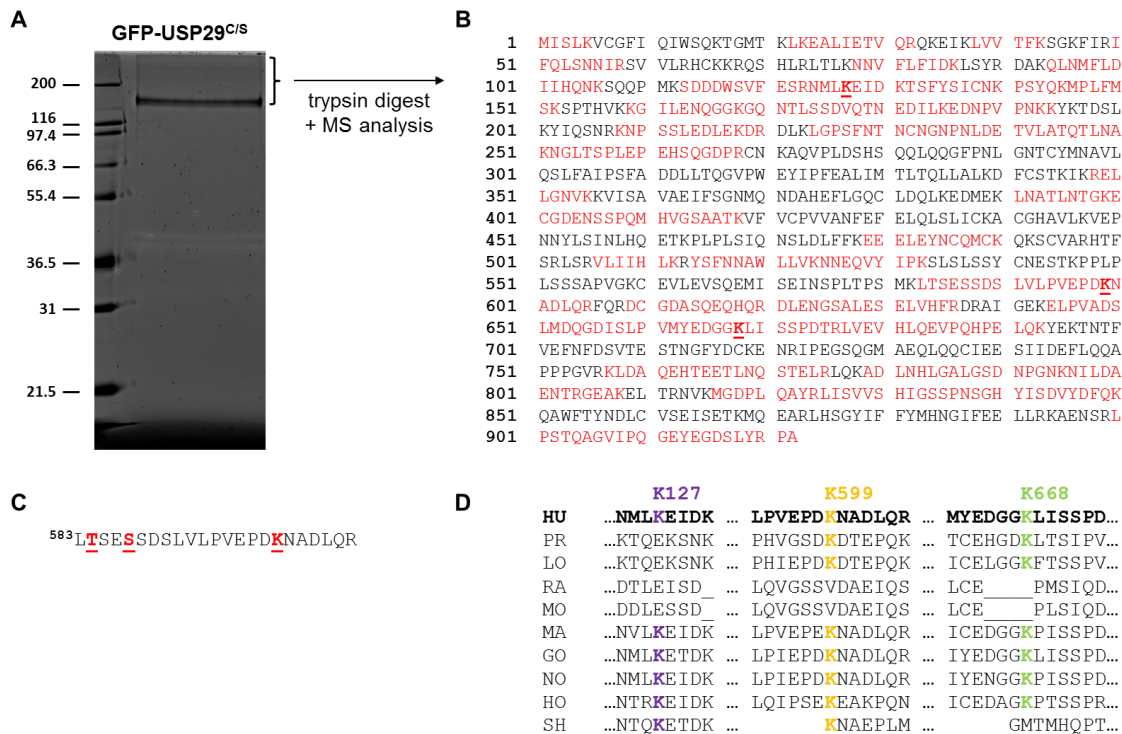 A
GFP-USP29C/S
200
116
97.4
66.3
55.4
36.5
31
21.5
trypsin digest
+ MS analysis
B
1 MISLKVCGFI QIWSQKTGMT KLKEALIETV QRQKEIKLVV TFKSGKFIRI
51 FQLSNNIRSV VLRHCKKRQS HLRLTLKNNV FLFIDKLSYR DAKQLNMFLD
101 IIHQNKSQQP MKSDDDWSVF ESRNMLKEID KTSFYSICNK PSYQKMPLFM
151 SKSPTHVKKG ILENQGGKGQ NTLSSDVQTN EDILKEDNPV PNKKYKTDSL
201 KYIQSNRKNP SSLEDLEKDR DLKLGPSFNT NCNGNPNLDE TVLATQTLNA
251 KNGLTSPLEP EHSQGDPRCN KAQVPLDSHS QQLQQGFPNL GNTCYMNAVL
301 QSLFAIPSFA DDLLTQGVPW EYIPFEALIM TLTQLLALKD FCSTKIKREL
351 LGNVKKVISA VAEIFSGNMQ NDAHEFLGQC LDQLKEDMEK LNATLNTGKE
401 CGDENSSPQM HVGSAATKVF VCPVVANFEF ELQLSLICKA CGHAVLKVEP
451 NNYLSINLHQ ETKPLPLSIQ NSLDLFFKEE ELEYNCQMCK QKSCVARHTF
501 SRLSRVLIIH LKRYSFNNAW LLVKNNEQVY IPKSLSLSSY CNESTKPPLP
551 LSSSAPVGKC EVLEVSQEMI SEINSPLTPS MKLTSESSDS LVLPVEPDKN
601 ADLQRFQRDC GDASQEQHQR DLENGSALES ELVHFRDRAI GEKELPVADS
651 LMDQGDISLP VMYEDGGKLI SSPDTRLVEV HLQEVPQHPE LQKYEKTNTF
701 VEFNFDSVTE STNGFYDCKE NRIPEGSQGM AEQLQQCIEE SIIDEFLQQA
751 PPPGVRKLDA QEHTEETLNQ STELRLQKAD LNHLGALGSD NPGNKNILDA
801 ENTRGEAKEL TRNVKMGDPL QAYRLISVVS HIGSSPNSGH YISDVYDFQK
851 QAWFTYNDLC VSEISETKMQ EARLHSGYIF FYMHNGIFEE LLRKAENSRL
901 PSTQAGVIPQ GEYEGDSLYR PA
C
583LTSESSDSLVLPVEPDKNADLQR
D
K127 K599 K668
HU …NMLKEIDK … LPVEPDKNADLQR … MYEDGGKLISSPD…
PR …KTQEKSNK … PHVGSDKDTEPQK … TCEHGDKLTSIPV…
LO …KTQEKSNK … PHIEPDKDTEPQK … ICELGGKFTSSPV…
RA …DTLEISD_ … LQVGSSVDAEIQS … LCE____PMSIQD…
MO …DDLESSD_ … LQVGSSVDAEIQS … LCE____PLSIQD…
MA …NVLKEIDK … LPVEPEKNADLQR … ICEDGGKPISSPD…
GO …NMLKETDK … LPIEPDKNADLQR … IYEDGGKLISSPD…
NO …NMLKEIDK … LPIEPDKNADLQR … IYENGGKPISSPD…
HO …NTRKEIDK … LQIPSEKEAKPQN … ICEDAGKPTSSPR…
SH …NTQKETDK … KNAEPLM … GMTMHQPT…